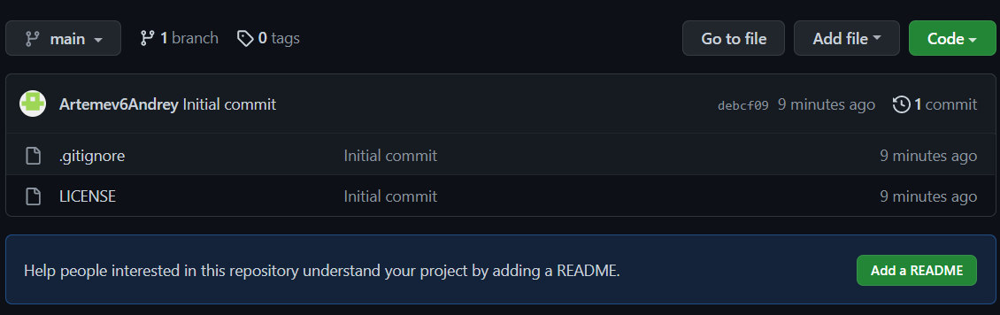 main 1 branch 0 tags Go to file Add file Code
Artemev6Andrey Initial commit debcf09 9 minutes ago 1 commit
.gitignore Initial commit 9 minutes ago
LICENSE Initial commit 9 minutes ago
Help people interested in this repository understand your project by adding a README. Add a README